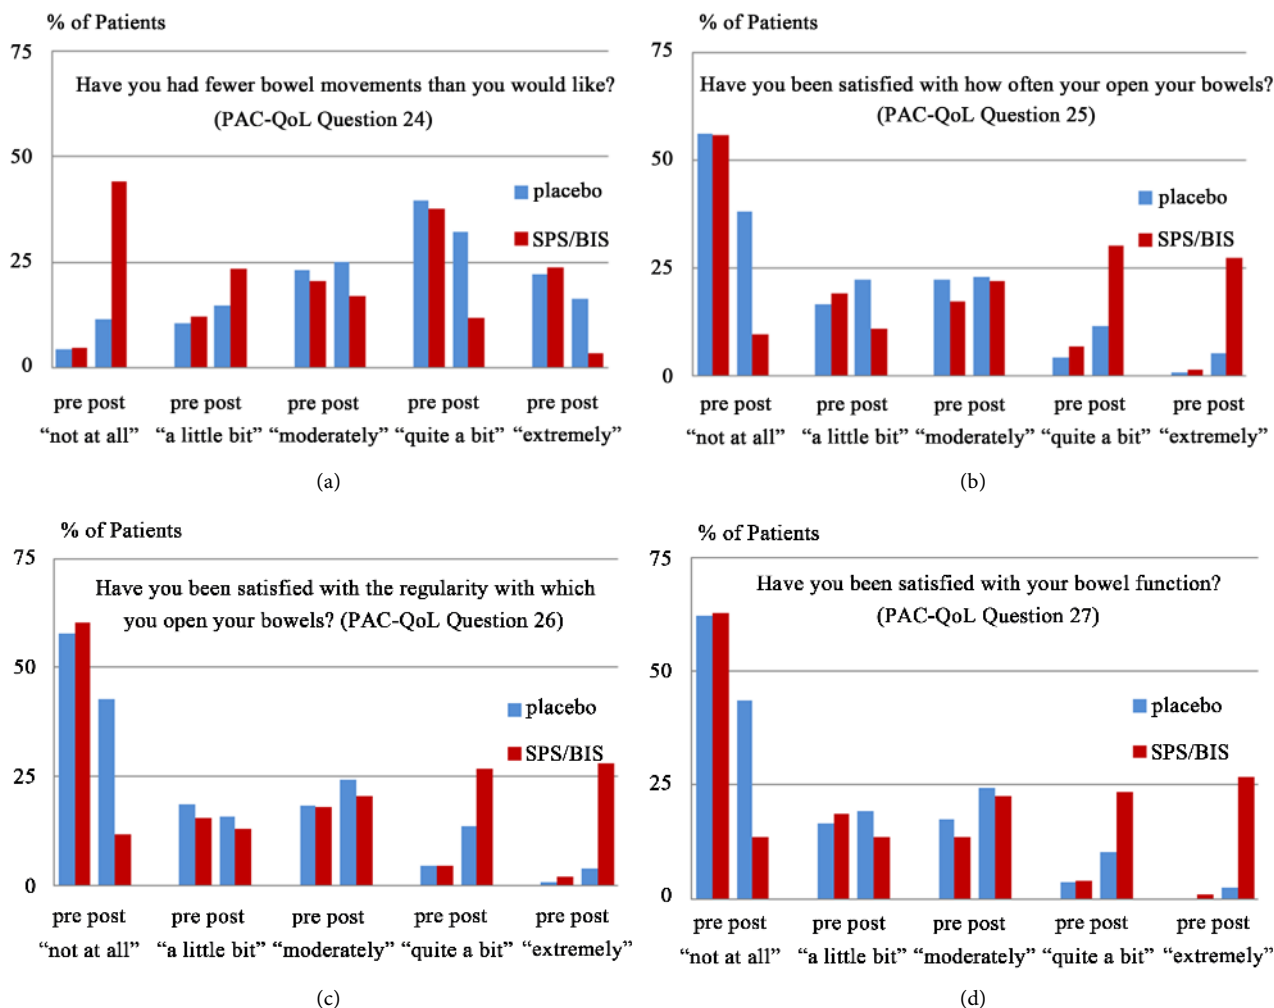 % of Patients
75
Have you had fewer bowel movements than you would like?
(PAC-QoL Question 24)
50
placebo
SPS/BIS
25
0
pre post pre post pre post pre post pre post
“not at all” “a little bit” “moderately” “quite a bit” “extremely”
(a)
% of Patients
75
Have you been satisfied with how often your open your bowels?
(PAC-QoL Question 25)
50
placebo
SPS/BIS
25
0
pre post pre post pre post pre post pre post
“not at all” “a little bit” “moderately” “quite a bit” “extremely”
(b)
% of Patients
75
Have you been satisfied with the regularity with which
you open your bowels? (PAC-QoL Question 26)
50
placebo
SPS/BIS
25
0
pre post pre post pre post pre post pre post
“not at all” “a little bit” “moderately” “quite a bit” “extremely”
(c)
% of Patients
75
Have you been satisfied with your bowel function?
(PAC-QoL Question 27)
50
placebo
SPS/BIS
25
0
pre post pre post pre post pre post pre post
“not at all” “a little bit” “moderately” “quite a bit” “extremely”
(d)